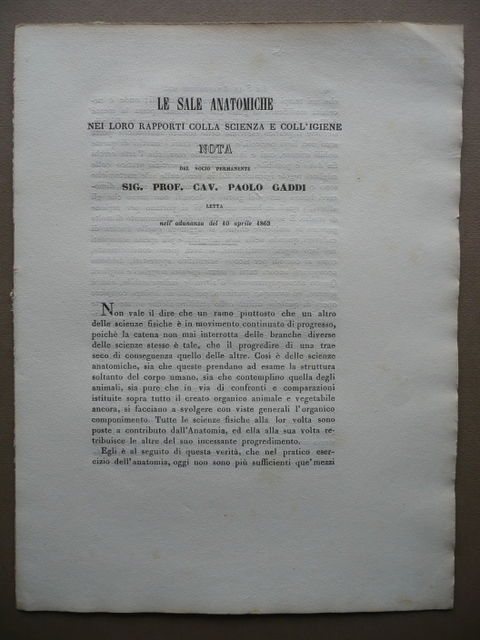 LE SALE ANATOMICHE
NEI LORO RAPPORTI COLLA SCIENZA E COLL'IGIENE
NOTA
DEL SOCIO PERMANENTE
SIG. PROF. CAV. PAOLO GADDI
LETTA
nell'adunanza del 10 aprile 1863
Non vale il dire che un ramo piuttosto che un altro
delle scienze fisiche è in movimento continuato di progresso,
poichè la catena non mai interrotta delle branche diverse
delle scienze stesse è tale, che il progredire di una trae
seco di conseguenza quello delle altre. Così è delle scienze
anatomiche, sia che queste prendano ad esame la struttura
soltanto del corpo umano, sia che contemplino quella degli
animali, sia pure che in via di confronti e comparazioni
istituite sopra tutto il creato organico animale e vegetabile
ancora, si facciano a svolgere con viste generali l'organico
componimento. Tutte le scienze fisiche alla lor volta sono
poste a contributo dall'Anatomia, ed ella alla sua volta re-
tribuisce le altre del suo incessante progredimento.
Egli è al seguito di questa verità, che nel pratico eser-
cizio dell'anatomia, oggi non sono più sufficienti que'mezzi